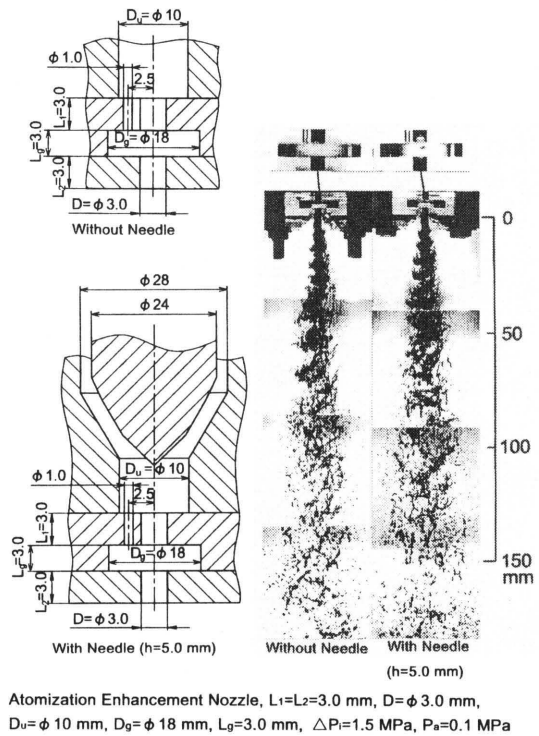 Du=φ10
φ1.0
2.5
L1=3.0
Lg=3.0
Dg=φ18
L2=3.0
D=φ3.0
Without Needle
φ28
φ24
Du=φ10
φ1.0
2.5
L1=3.0
Lg=3.0
Dg=φ18
L2=3.0
D=φ3.0
With Needle (h=5.0 mm)
0
50
100
150
mm
Without Needle
With Needle
(h=5.0 mm)
Atomization Enhancement Nozzle, L1=L2=3.0 mm, D=φ3.0 mm,
Du=φ10 mm, Dg=φ18 mm, Lg=3.0 mm, △Pi=1.5 MPa, Pa=0.1 MPa